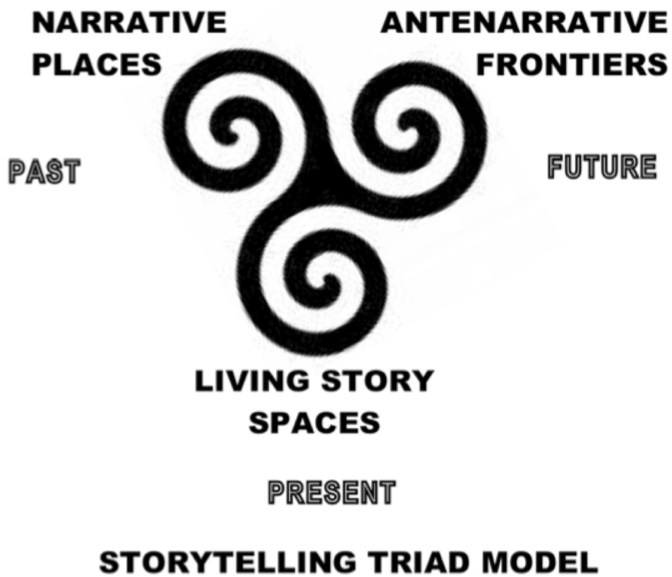 NARRATIVE
PLACES
ANTENARRATIVE
FRONTIERS
PAST
FUTURE
LIVING STORY
SPACES
PRESENT
STORYTELLING TRIAD MODEL